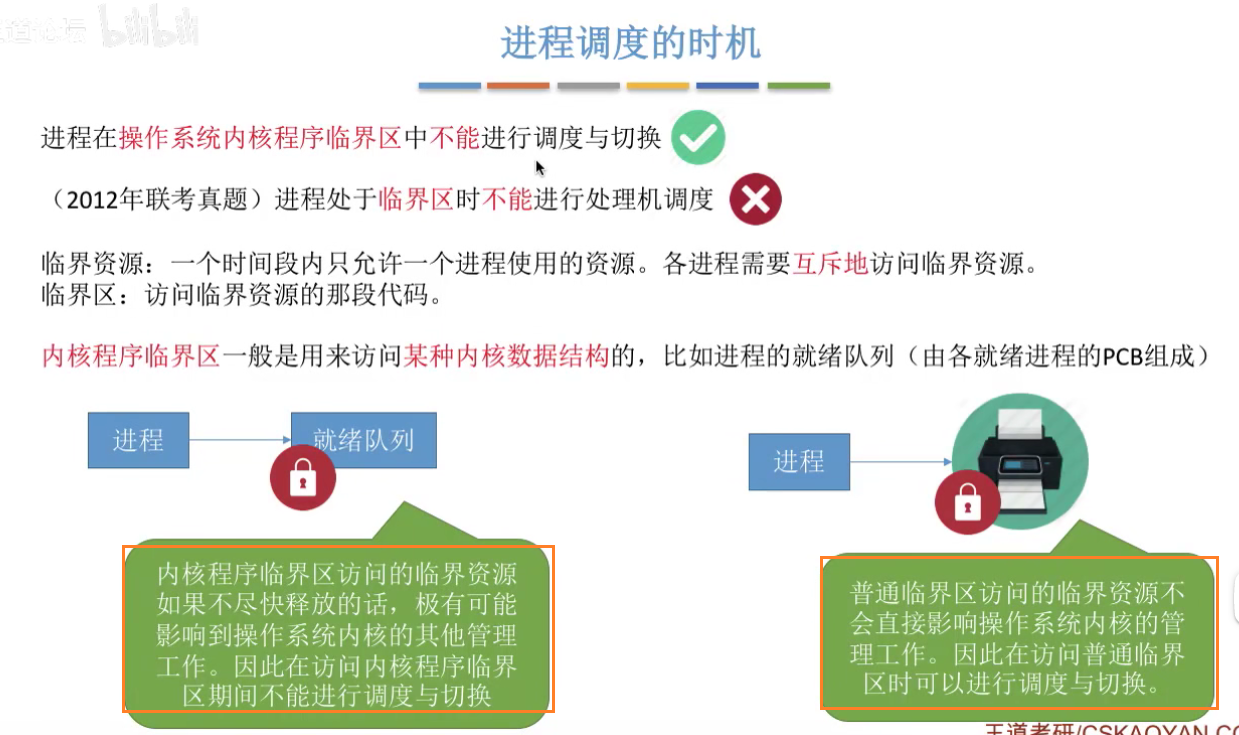 bilibili
进程调度的时机
进程在操作系统内核程序临界区中不能进行调度与切换
（2012年联考真题）进程处于临界区时不能进行处理机调度
临界资源：一个时间段内只允许一个进程使用的资源。各进程需要互斥地访问临界资源。
临界区：访问临界资源的那段代码。
内核程序临界区一般是用来访问某种内核数据结构的，比如进程的就绪队列（由各就绪进程的PCB组成）
进程
就绪队列
进程
内核程序临界区访问的临界资源
如果不尽快释放的话，极有可能
影响到操作系统内核的其他管理
工作。因此在访问内核程序临界
区期间不能进行调度与切换
普通临界区访问的临界资源不
会直接影响操作系统内核的管
理工作。因此在访问普通临界
区时可以进行调度与切换。
王道考研/CSKAOYAN.CO